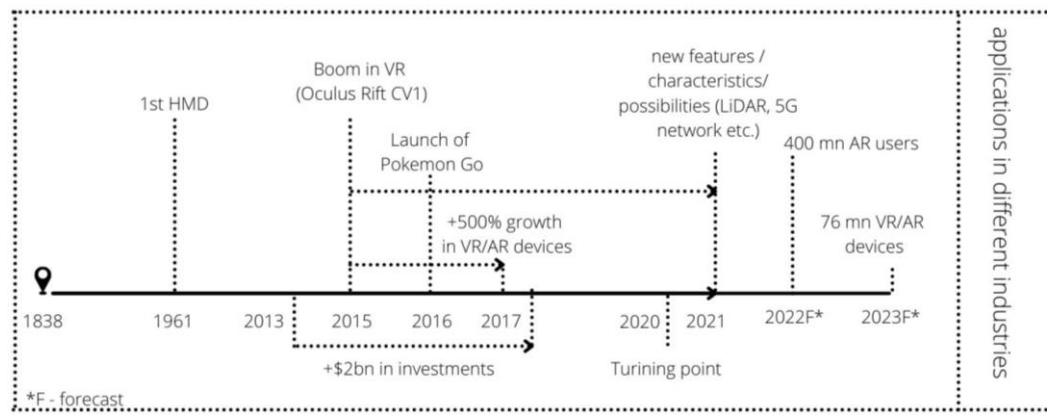 1st HMD
Boom in VR
(Oculus Rift CV1)
Launch of
Pokemon Go
+500% growth
in VR/AR devices
new features /
characteristics/
possibilities (LiDAR, 5G
network etc.)
400 mn AR users
76 mn VR/AR
devices
1838
1961
2013
2015
2016
2017
2020
2021
2022F*
2023F*
+$2bn in investments
Turining point
*F - forecast
applications in different industries